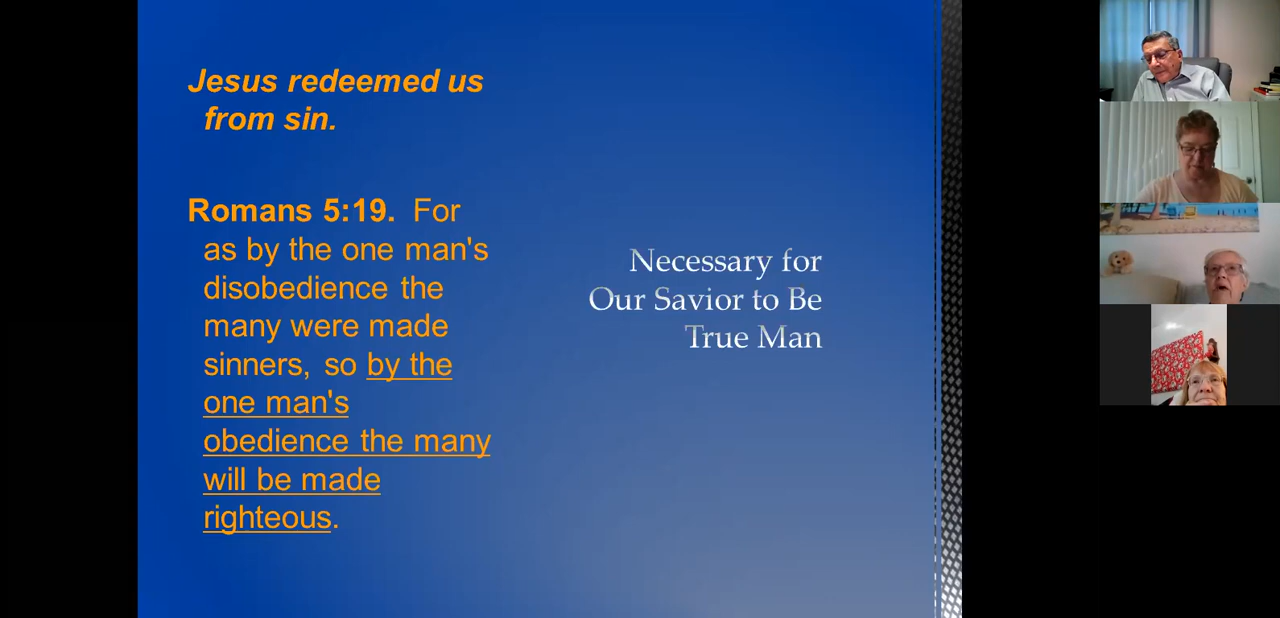 Jesus redeemed us
from sin.
Romans 5:19. For
as by the one man's
disobedience the
many were made
sinners, so by the
one man's
obedience the many
will be made
righteous.
Necessary for
Our Savior to Be
True Man